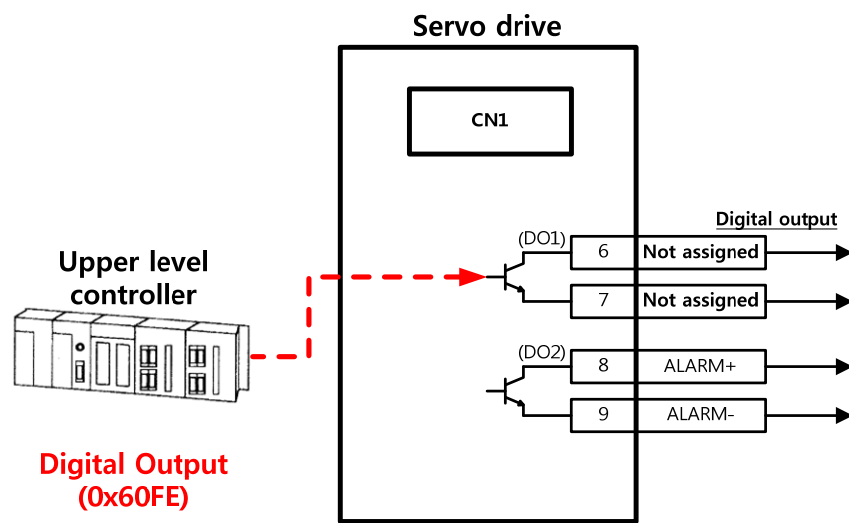 Servo drive
CN1
Digital output
(DO1)
6 Not assigned
7 Not assigned
Upper level
controller
(DO2)
8 ALARM+
9 ALARM-
Digital Output
(0x60FE)